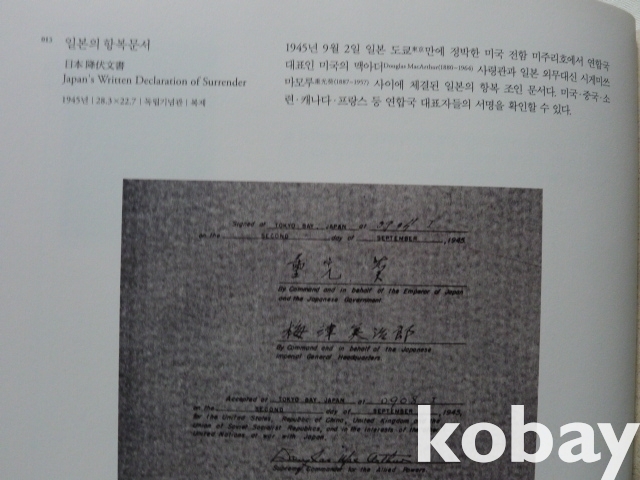 011 일본의 항복문서
日本 降伏文書
Japan's Written Declaration of Surrender
1945년 | 28.3×22.7 | 독립기념관 | 복제
1945년 9월 2일 일본 도쿄東京만에 정박한 미국 전함 미주리호에서 연합국
대표인 미국의 맥아더Douglas MacArthur(1880~1964) 사령관과 일본 외무대신 시게미쓰
마모루重光葵(1887~1957) 사이에 체결된 일본의 항복 조인 문서다. 미국·중국·소
련·캐나다·프랑스 등 연합국 대표자들의 서명을 확인할 수 있다.
Signed at TOKYO BAY, JAPAN at 0904 I
on the SECOND day of SEPTEMBER, 1945
重光葵
By Command and in behalf of the Emperor of Japan
and the Japanese Government
梅津美治郎
By Command and in behalf of the Japanese
Imperial General Headquarters
Accepted at TOKYO BAY, JAPAN at 0908 I
on the SECOND day of SEPTEMBER, 1945,
for the United States, Republic of China, United Kingdom and the
Union of Soviet Socialist Republics, and in the interests of the
United Nations at war with Japan.
Douglas MacArthur
Supreme Commander for the Allied Powers
kobay